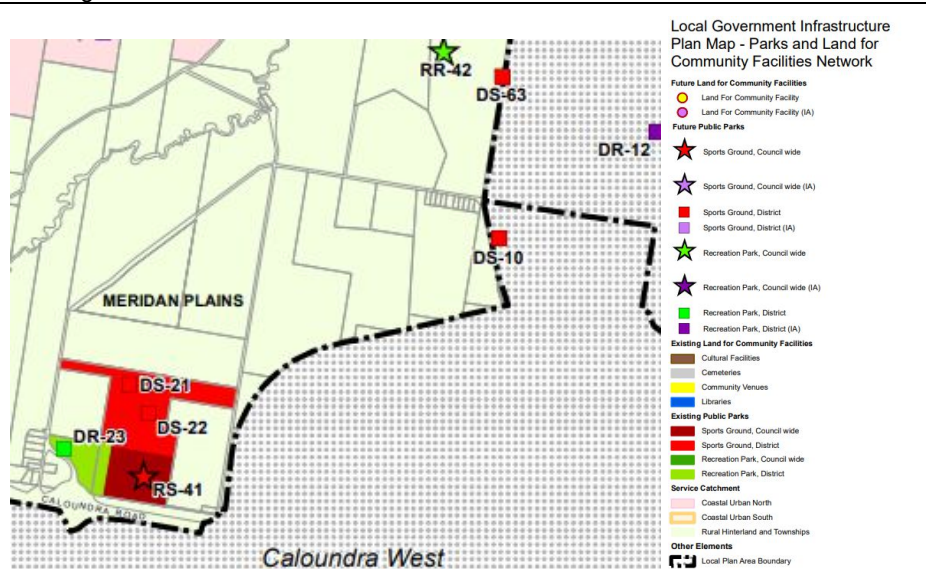 Local Government Infrastructure
Plan Map - Parks and Land for
Community Facilities Network
Future Land for Community Facilities
Land For Community Facility
Land For Community Facility (IA)
Future Public Parks
Sports Ground, Council wide
Sports Ground, Council wide (IA)
Sports Ground, District
Sports Ground, District (IA)
Recreation Park, Council wide
Recreation Park, Council wide (IA)
Recreation Park, District
Recreation Park, District (IA)
Existing Land for Community Facilities
Cultural Facilities
Cemeteries
Community Venues
Libraries
Existing Public Parks
Sports Ground, Council wide
Sports Ground, District
Recreation Park, Council wide
Recreation Park, District
Service Catchment
Coastal Urban North
Coastal Urban South
Rural Hinterland and Townships
Other Elements
Local Plan Area Boundary
RR-42
DS-63
DR-12
DS-10
MERIDAN PLAINS
DS-21
DS-22
DR-23
RS-41
CALOUNDRA ROAD
Caloundra West